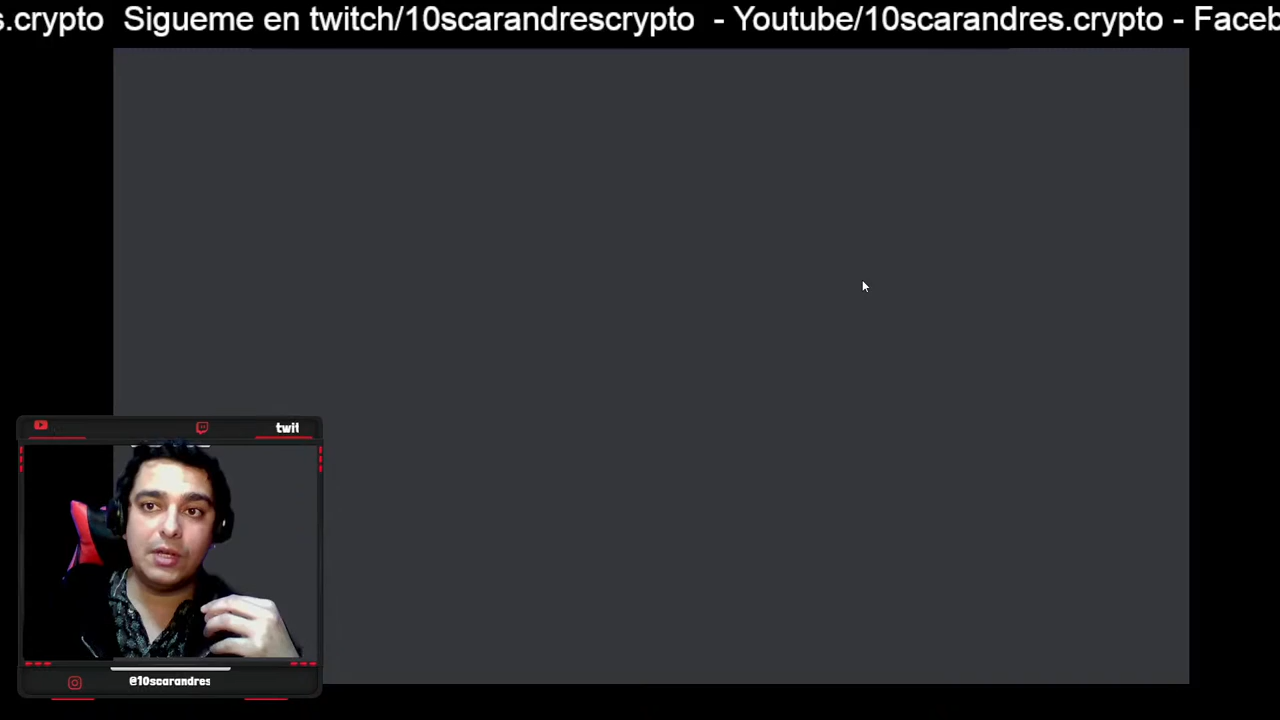 s.crypto  Sigueme en twitch/10scarandrescrypto  - Youtube/10scarandres.crypto - Faceb
twit
@10scarandres